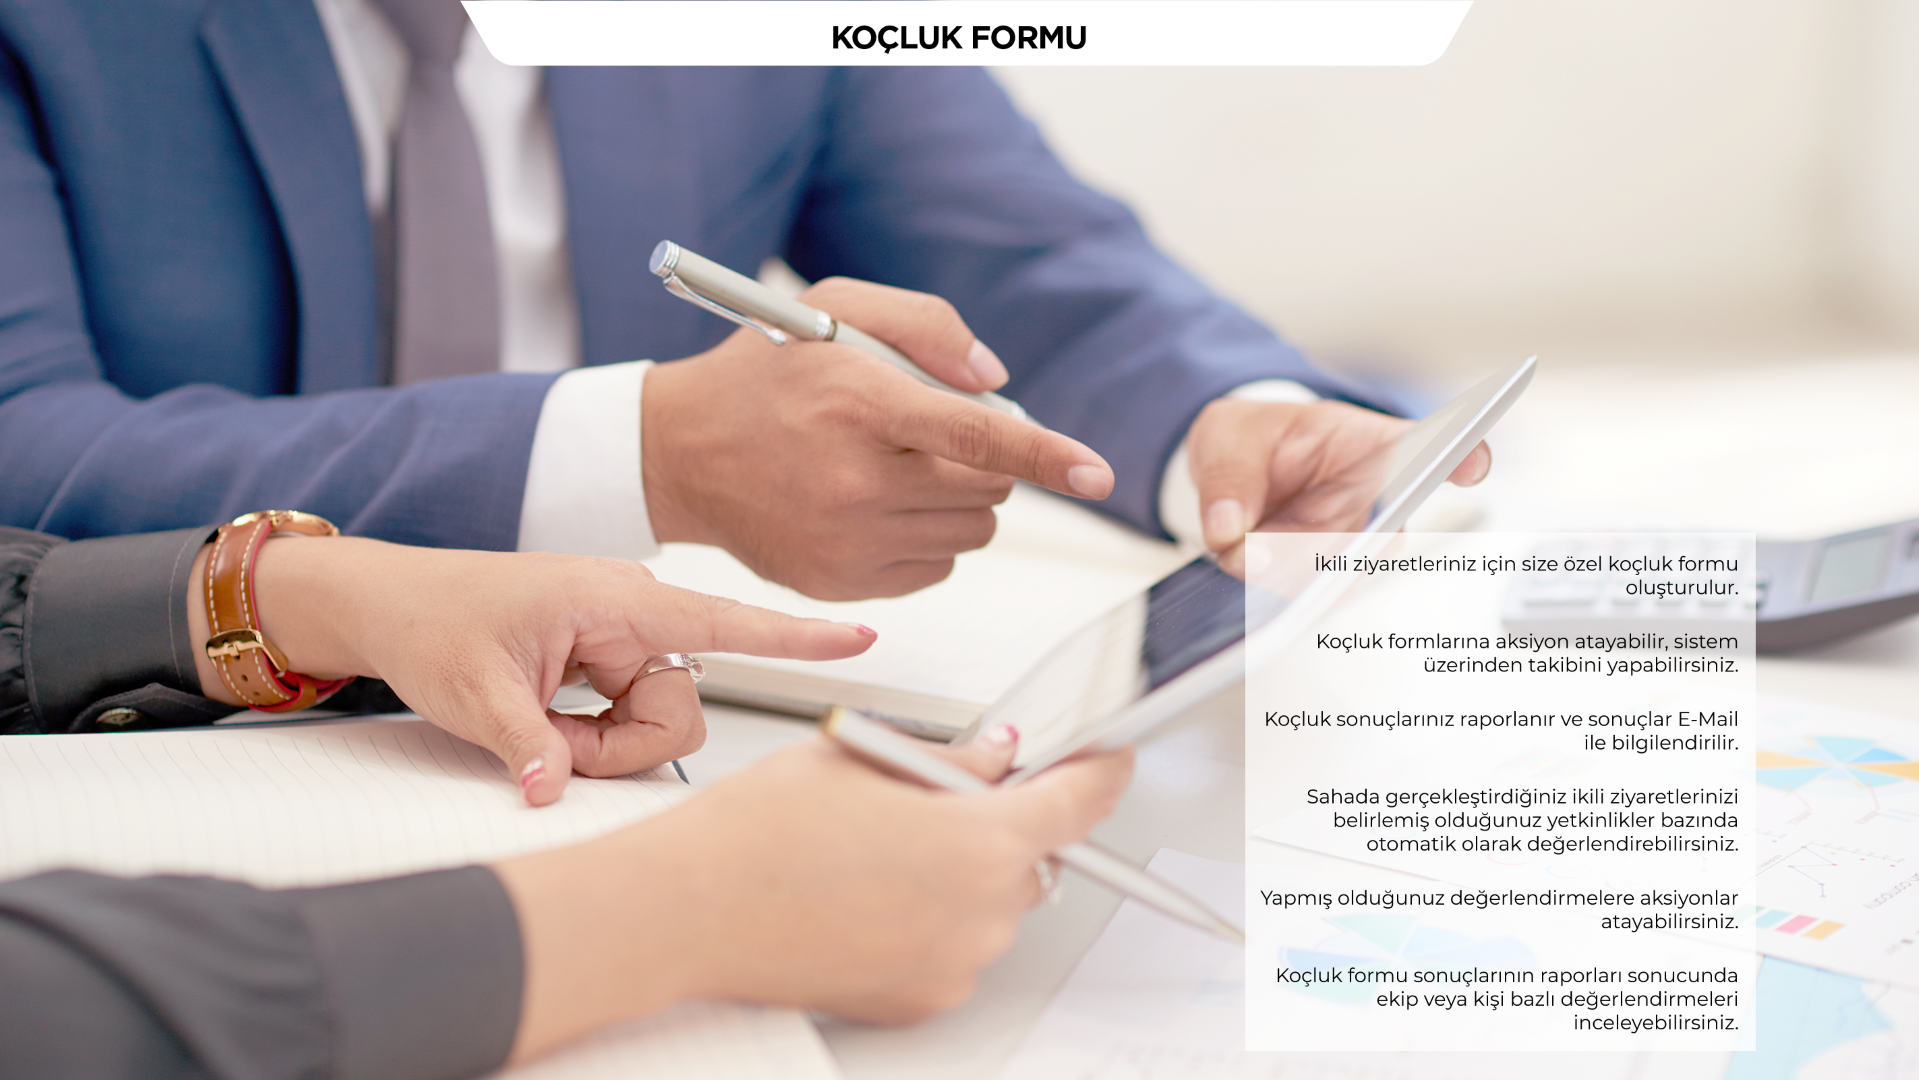 KOÇLUK FORMU
İkili ziyaretleriniz için size özel koçluk formu
oluşturulur.
Koçluk formlarına aksiyon atayabilir, sistem
üzerinden takibini yapabilirsiniz.
Koçluk sonuçlarınız raporlanır ve sonuçlar E-Mail
ile bilgilendirilir.
Sahada gerçekleştirdiğiniz ikili ziyaretlerinizi
belirlemiş olduğunuz yetkinlikler bazında
otomatik olarak değerlendirebilirsiniz.
Yapmış olduğunuz değerlendirmelere aksiyonlar
atayabilirsiniz.
Koçluk formu sonuçlarının raporları sonucunda
ekip veya kişi bazlı değerlendirmeleri
inceleyebilirsiniz.